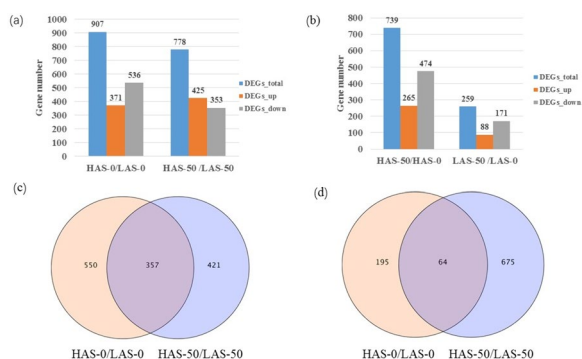 (a)
Gene number
1000
900
800
700
600
500
400
300
200
100
0
907
371
536
778
425
353
HAS-0/LAS-0
HAS-50 /LAS-50
DEGs_total
DEGs_up
DEGs_down
(b)
Gene number
800
700
600
500
400
300
200
100
0
739
265
474
259
88
171
HAS-50/HAS-0
LAS-50 /LAS-0
DEGs_total
DEGs_up
DEGs_down
(c)
550
357
421
HAS-0/LAS-0
HAS-50/LAS-50
(d)
195
64
675
HAS-0/LAS-0
HAS-50/LAS-50